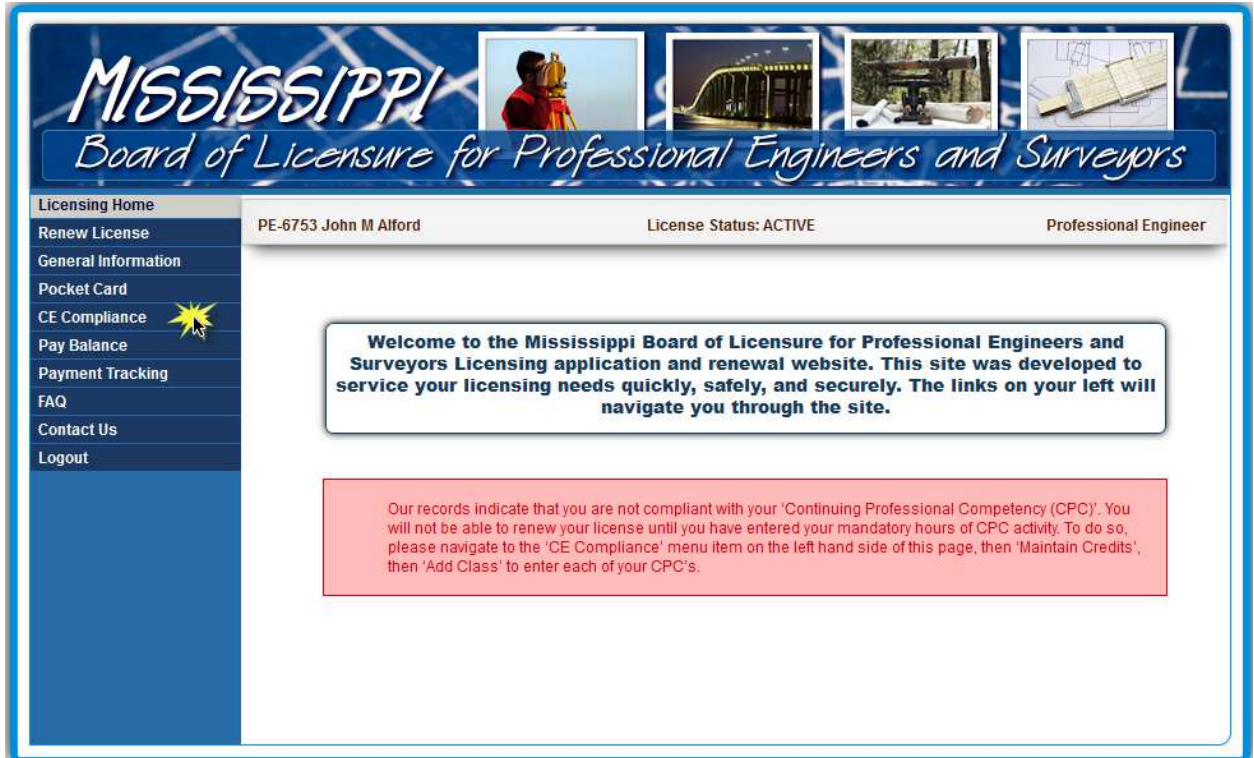 MISSISSIPPI
Board of Licensure for Professional Engineers and Surveyors
Licensing Home
Renew License
General Information
Pocket Card
CE Compliance
Pay Balance
Payment Tracking
FAQ
Contact Us
Logout
PE-6753 John M Alford License Status: ACTIVE Professional Engineer
Welcome to the Mississippi Board of Licensure for Professional Engineers and
Surveyors Licensing application and renewal website. This site was developed to
service your licensing needs quickly, safely, and securely. The links on your left will
navigate you through the site.
Our records indicate that you are not compliant with your 'Continuing Professional Competency (CPC)'. You
will not be able to renew your license until you have entered your mandatory hours of CPC activity. To do so,
please navigate to the 'CE Compliance' menu item on the left hand side of this page, then 'Maintain Credits',
then 'Add Class' to enter each of your CPC's.